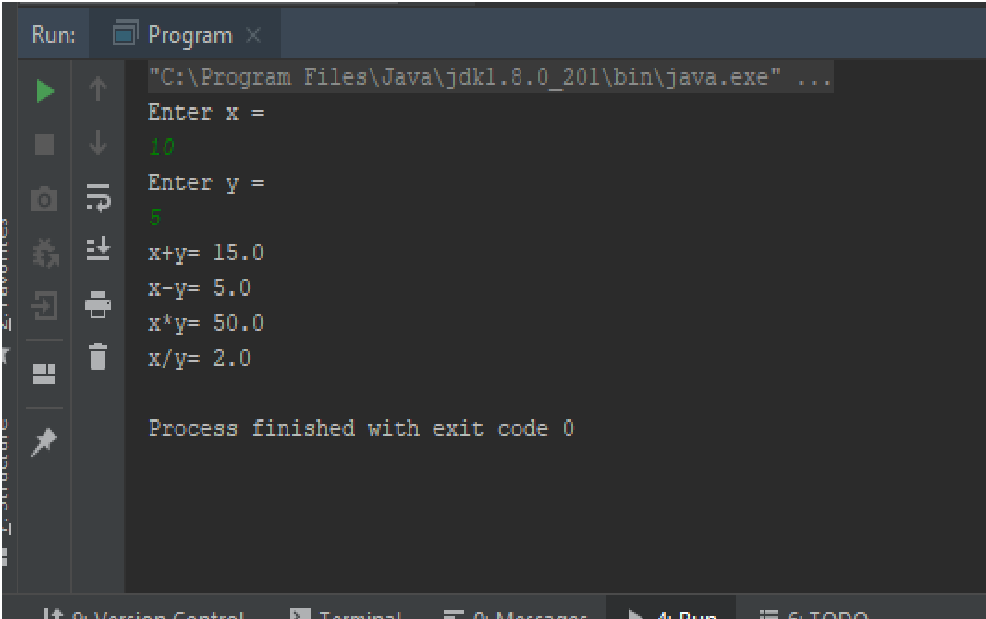 Run: Program
"C:\Program Files\Java\jdk1.8.0_201\bin\java.exe" ...
Enter x =
10
Enter y =
5
x+y= 15.0
x-y= 5.0
x*y= 50.0
x/y= 2.0
Process finished with exit code 0
2: Favorites
Z: Structure
9: Version Control Terminal 0: Messages 4: Run 6: TODO